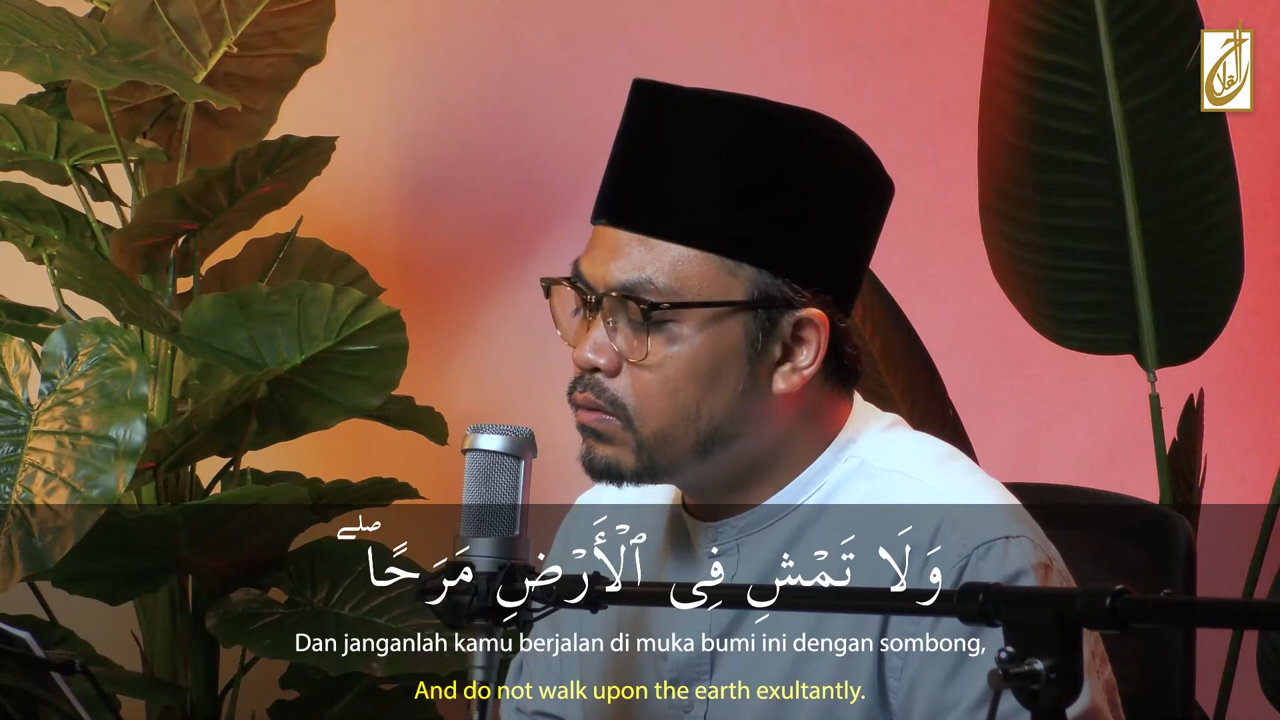 القلم
وَلَا تَمْشِ فِى ٱلْأَرْضِ مَرَحًا ۖ
Dan janganlah kamu berjalan di muka bumi ini dengan sombong,
And do not walk upon the earth exultantly.